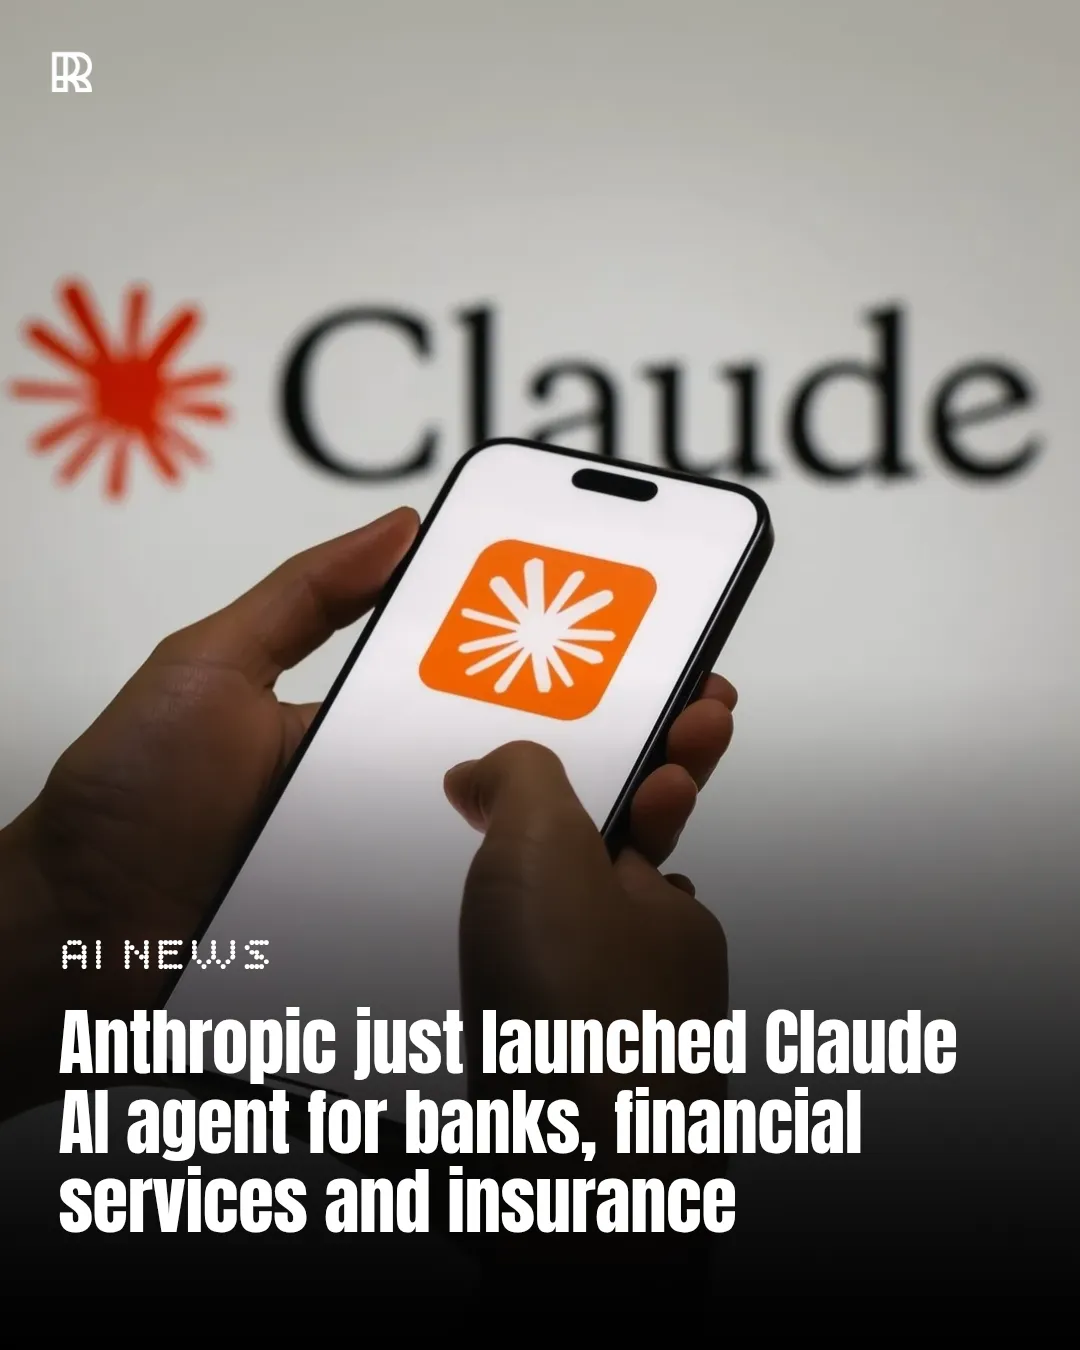 Claude
AI NEWS
Anthropic just launched Claude
AI agent for banks, financial
services and insurance